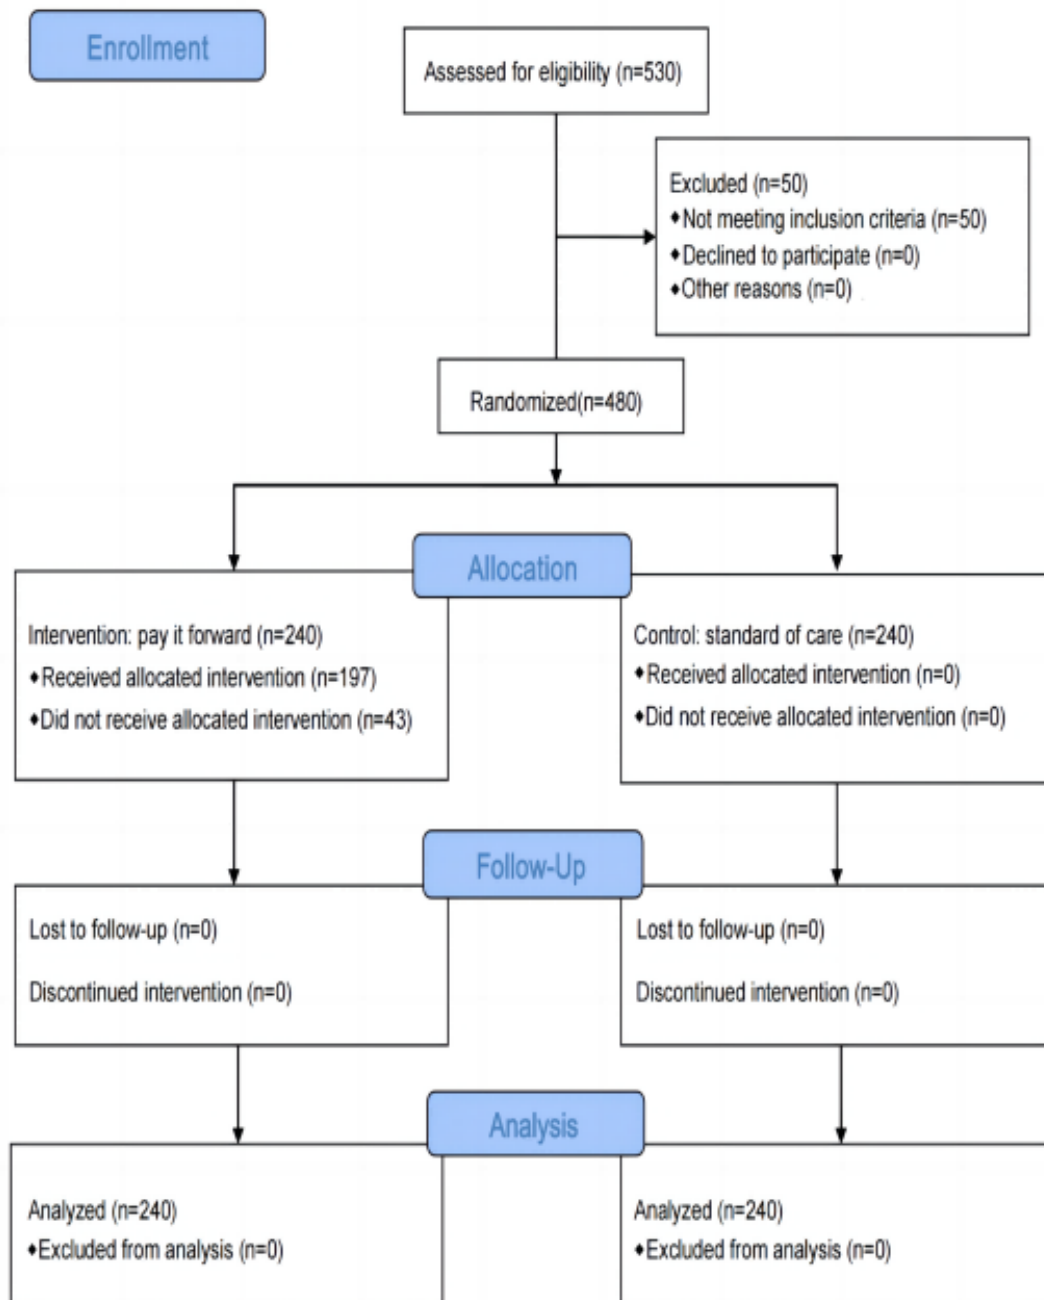 Enrollment
Assessed for eligibility (n=530)
Excluded (n=50)
♦Not meeting inclusion criteria (n=50)
♦Declined to participate (n=0)
♦Other reasons (n=0)
Randomized(n=480)
Allocation
Intervention: pay it forward (n=240)
♦Received allocated intervention (n=197)
♦Did not receive allocated intervention (n=43)
Control: standard of care (n=240)
♦Received allocated intervention (n=0)
♦Did not receive allocated intervention (n=0)
Follow-Up
Lost to follow-up (n=0)
Discontinued intervention (n=0)
Lost to follow-up (n=0)
Discontinued intervention (n=0)
Analysis
Analyzed (n=240)
♦Excluded from analysis (n=0)
Analyzed (n=240)
♦Excluded from analysis (n=0)